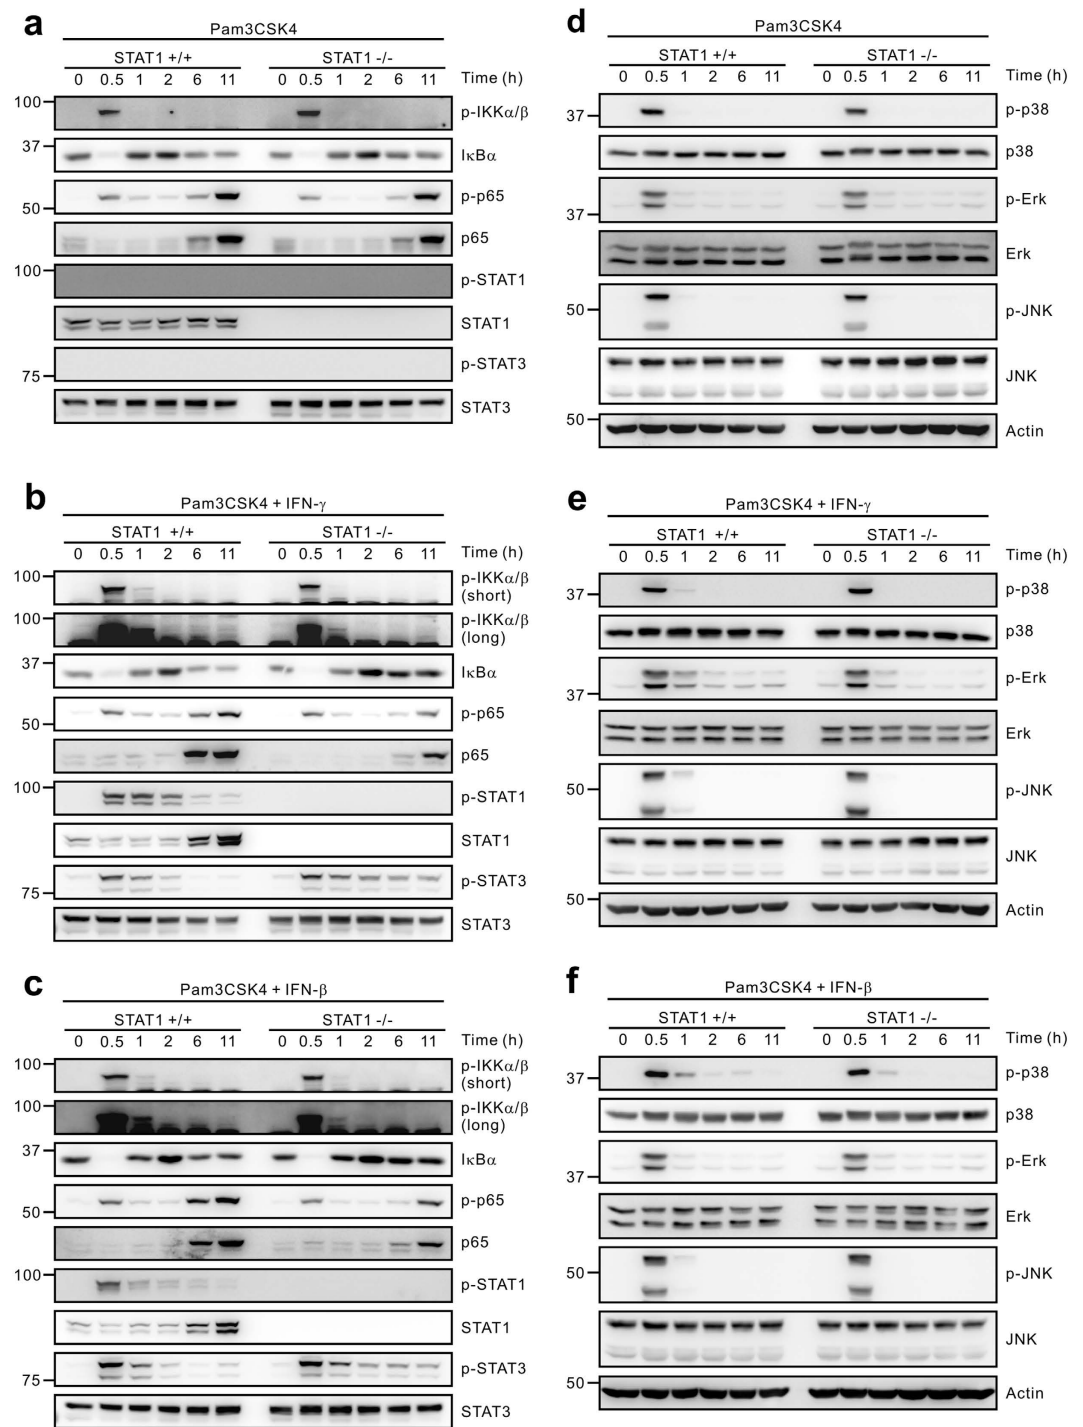 a
Pam3CSK4
STAT1 +/+ STAT1 -/-
0 0.5 1 2 6 11 0 0.5 1 2 6 11 Time (h)
100 p-IKKα/β
37 IκBα
p-p65
50
p65
100 p-STAT1
STAT1
p-STAT3
75
STAT3
b
Pam3CSK4 + IFN-γ
STAT1 +/+ STAT1 -/-
0 0.5 1 2 6 11 0 0.5 1 2 6 11 Time (h)
100 p-IKKα/β
(short)
100 p-IKKα/β
(long)
37 IκBα
p-p65
50
p65
100 p-STAT1
STAT1
p-STAT3
75
STAT3
c
Pam3CSK4 + IFN-β
STAT1 +/+ STAT1 -/-
0 0.5 1 2 6 11 0 0.5 1 2 6 11 Time (h)
100 p-IKKα/β
(short)
100 p-IKKα/β
(long)
37 IκBα
p-p65
50
p65
100 p-STAT1
STAT1
p-STAT3
75
STAT3
d
Pam3CSK4
STAT1 +/+ STAT1 -/-
0 0.5 1 2 6 11 0 0.5 1 2 6 11 Time (h)
37 p-p38
p38
p-Erk
37
Erk
50 p-JNK
JNK
50 Actin
e
Pam3CSK4 + IFN-γ
STAT1 +/+ STAT1 -/-
0 0.5 1 2 6 11 0 0.5 1 2 6 11 Time (h)
37 p-p38
p38
p-Erk
37
Erk
50 p-JNK
JNK
50 Actin
f
Pam3CSK4 + IFN-β
STAT1 +/+ STAT1 -/-
0 0.5 1 2 6 11 0 0.5 1 2 6 11 Time (h)
37 p-p38
p38
p-Erk
37
Erk
50 p-JNK
JNK
50 Actin